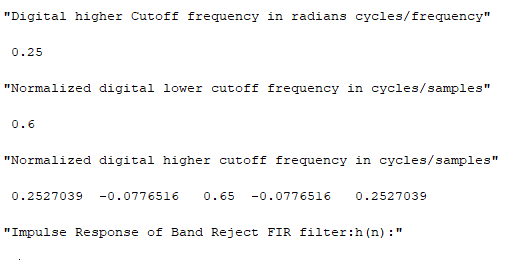 "Digital higher Cutoff frequency in radians cycles/frequency"
0.25
"Normalized digital lower cutoff frequency in cycles/samples"
0.6
"Normalized digital higher cutoff frequency in cycles/samples"
0.2527039 -0.0776516 0.65 -0.0776516 0.2527039
"Impulse Response of Band Reject FIR filter:h(n):"